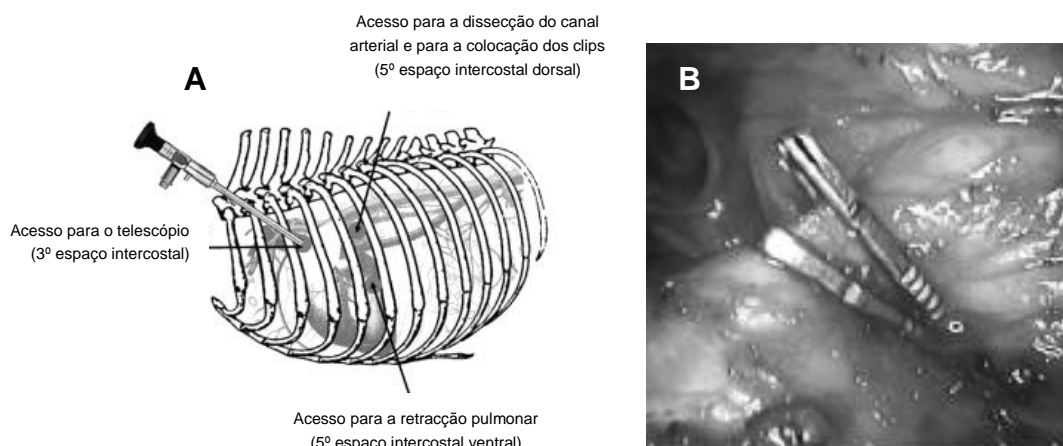 Acesso para a dissecção do canal
arterial e para a colocação dos clips
(5º espaço intercostal dorsal)
A
B
Acesso para o telescópio
(3º espaço intercostal)
Acesso para a retracção pulmonar
(5º espaço intercostal ventral)